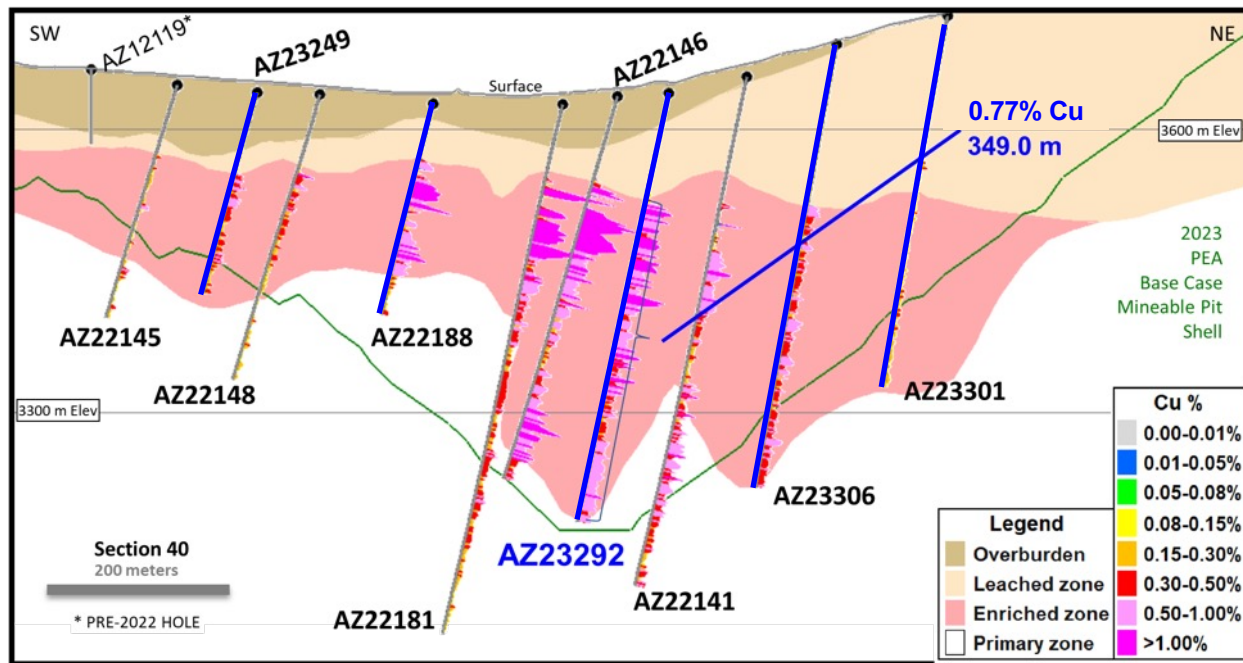 SW
NE
AZ12119*
AZ23249
AZ22146
Surface
0.77% Cu
349.0 m
3600 m Elev
2023
PEA
Base Case
Mineable Pit
Shell
AZ22145
AZ22188
AZ22148
AZ23301
3300 m Elev
AZ23306
AZ23292
AZ22141
AZ22181
Section 40
200 meters
* PRE-2022 HOLE
Legend
Overburden
Leached zone
Enriched zone
Primary zone
Cu %
0.00-0.01%
0.01-0.05%
0.05-0.08%
0.08-0.15%
0.15-0.30%
0.30-0.50%
0.50-1.00%
>1.00%